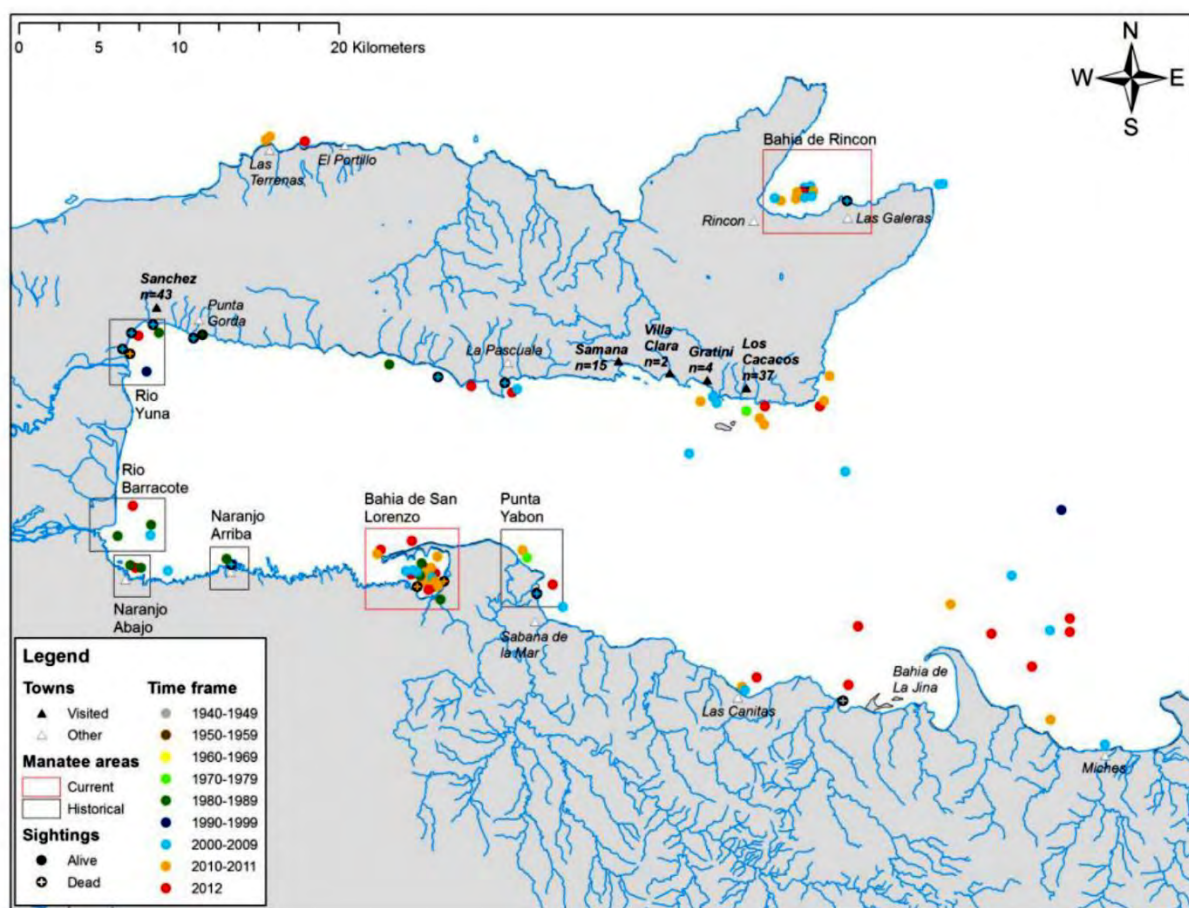 0 5 10 20 Kilometers
N
W E
S
Bahia de Rincon
Las
Terrenas
El Portillo
Rincon
Las Galeras
Sanchez
n=43
Punta
Gorda
La Pascuala
Samana
n=15
Villa
Clara
n=2
Gratini
n=4
Los
Cacacos
n=37
Rio
Yuna
Rio
Barracote
Naranjo
Arriba
Bahia de San
Lorenzo
Punta
Yabon
Naranjo
Abajo
Sabana de
la Mar
Las Canitas
Bahia de
La Jina
Miches
Legend
Towns
Visited
Other
Manatee areas
Current
Historical
Sightings
Alive
Dead
Time frame
1940-1949
1950-1959
1960-1969
1970-1979
1980-1989
1990-1999
2000-2009
2010-2011
2012